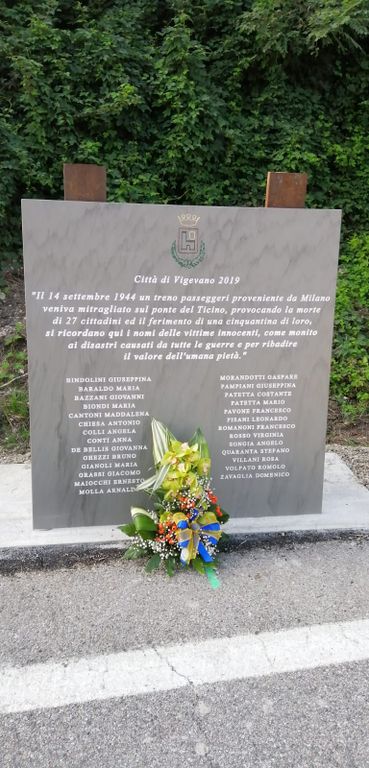 Città di Vigevano 2019
"Il 14 settembre 1944 un treno passeggeri proveniente da Milano
veniva mitragliato sul ponte del Ticino, provocando la morte
di 27 cittadini ed il ferimento di una cinquantina di loro,
si ricordano qui i nomi delle vittime innocenti, come monito
ai disastri causati da tutte le guerre e per ribadire
il valore dell'umana pietà."
BINDOLINI GIUSEPPINA
BARALDO MARIA
BAZZANI GIOVANNI
BIONDI MARIA
CANTONI MADDALENA
CHIESA ANTONIO
COLLI ANGELA
CONTI ANNA
DE BELLIS GIOVANNI
GHEZZI BRUNO
GIANOLI MARIA
GRASSI GIACOMO
MAIOCCHI ERNESTO
MOLLA ARNALDO
MORANDOTTI GASPARE
PAMPIANI GIUSEPPINA
PATETTA COSTANTE
PATETTA MARIO
PAVONE FRANCESCO
PISANI LEONARDO
ROMANONI FRANCESCO
ROSSO VIRGINIA
SONGIA ANGELO
QUARANTA STEFANO
VILLANI ROSA
VOLPATO ROMOLO
ZAVAGLIA DOMENICO